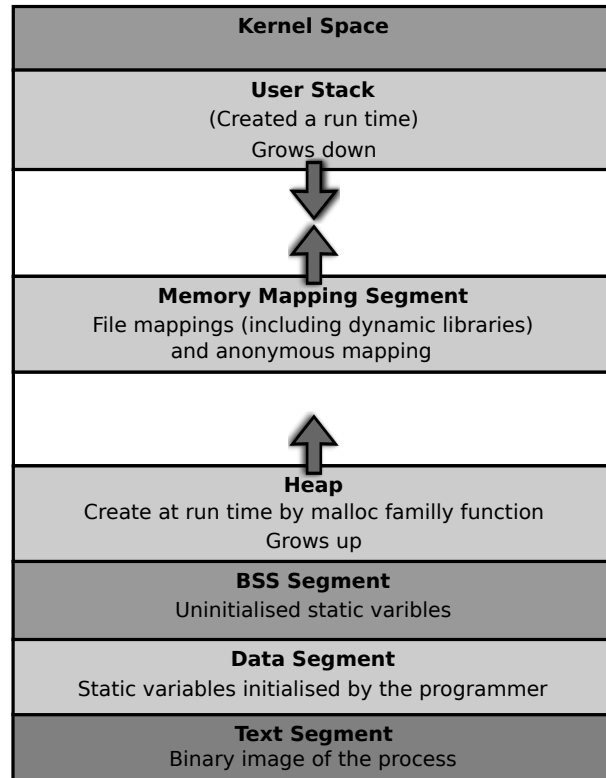 Kernel Space
User Stack
(Created a run time)
Grows down
Memory Mapping Segment
File mappings (including dynamic libraries)
and anonymous mapping
Heap
Create at run time by malloc familly function
Grows up
BSS Segment
Uninitialised static varibles
Data Segment
Static variables initialised by the programmer
Text Segment
Binary image of the process